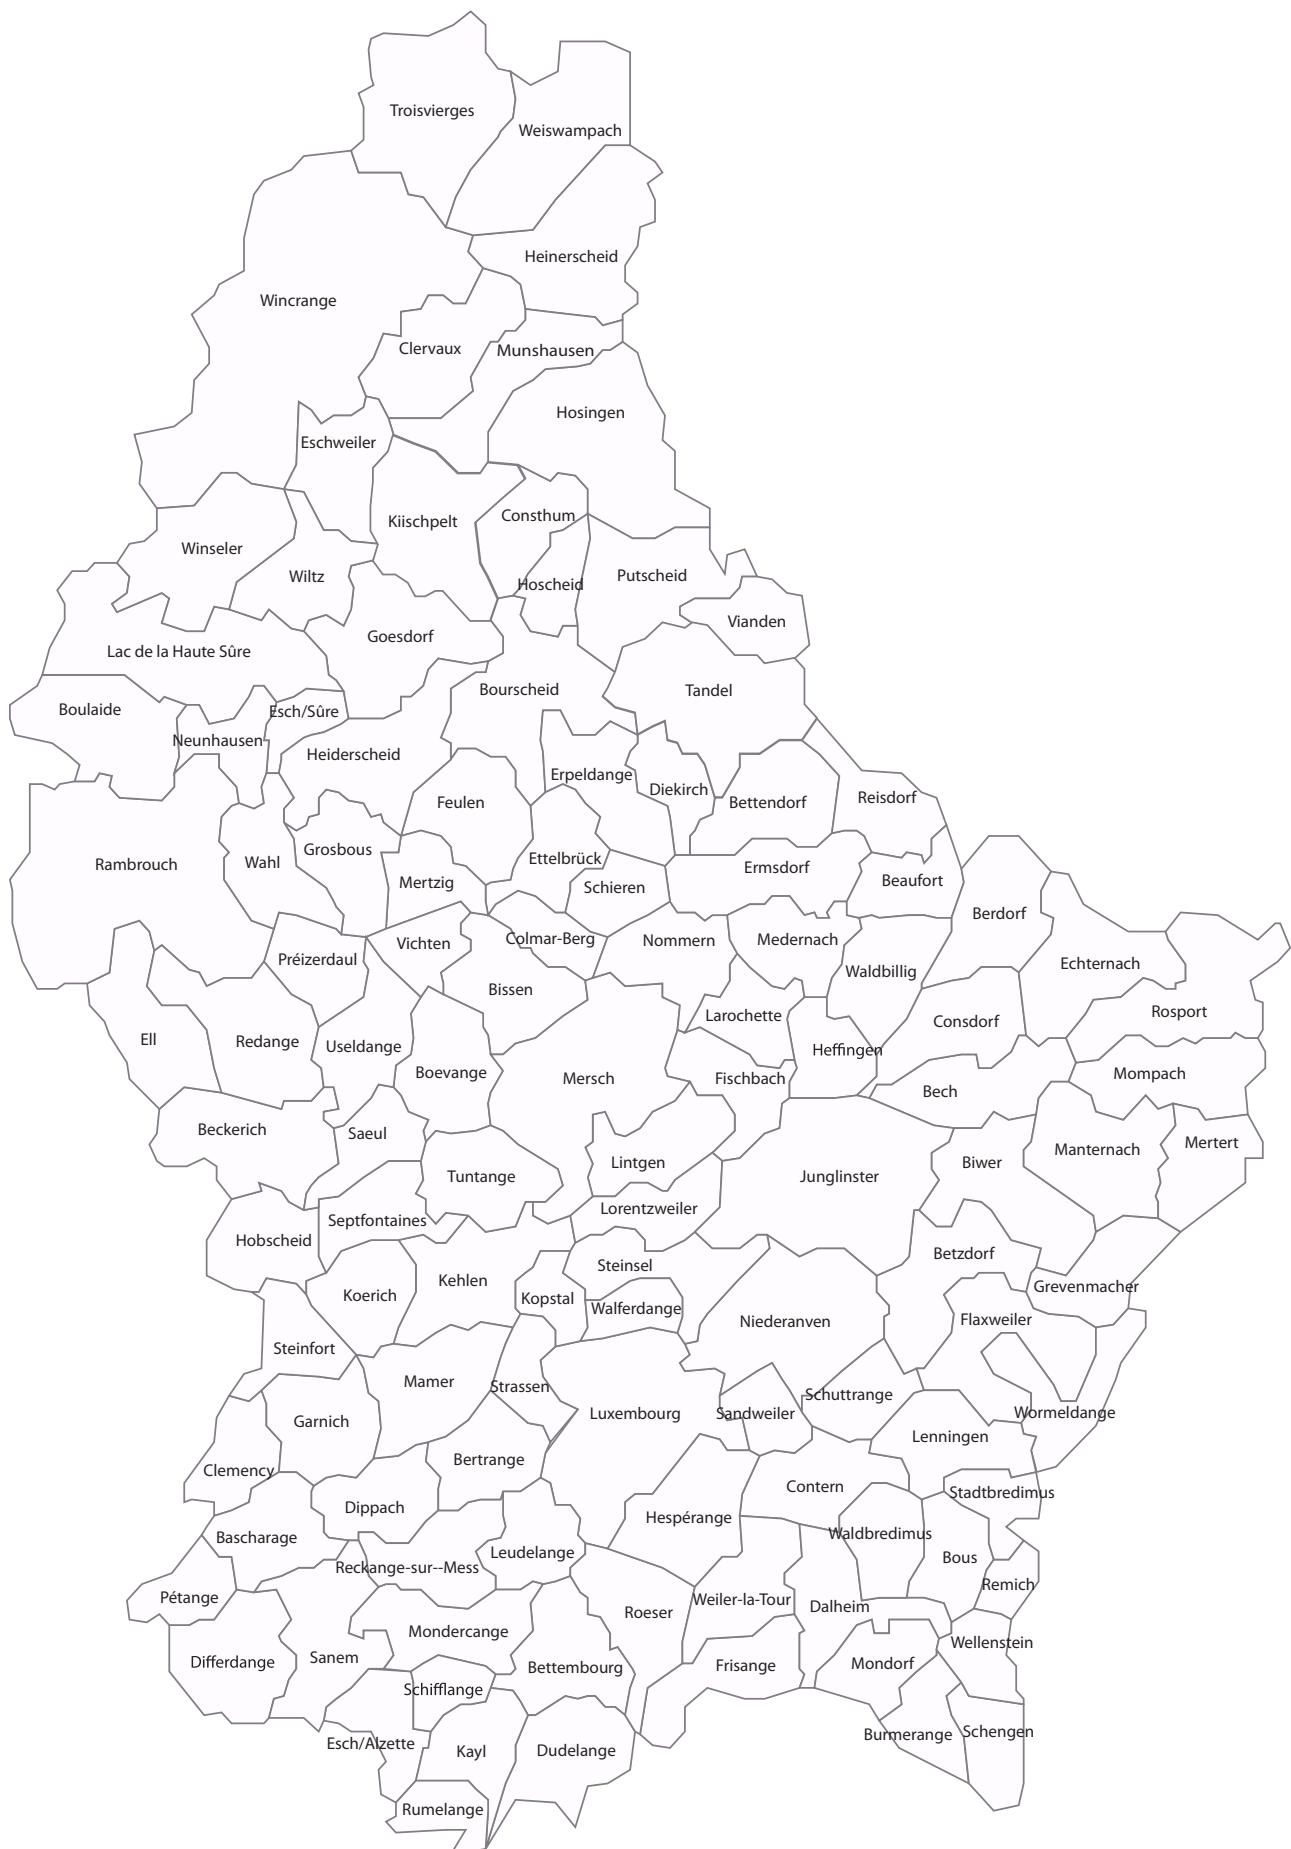 Troisvierges
Weiswampach
Heinerscheid
Wincrange
Clervaux
Munshausen
Hosingen
Eschweiler
Consthum
Kiischpelt
Winseler
Wiltz
Hoscheid
Putscheid
Vianden
Goesdorf
Lac de la Haute Sûre
Bourscheid
Tandel
Boulaide
Esch/Sûre
Neunhausen
Heiderscheid
Erpeldange
Diekirch
Feulen
Bettendorf
Reisdorf
Grosbous
Ettelbrück
Rambrouch
Wahl
Ermsdorf
Mertzig
Schieren
Beaufort
Berdorf
Vichten
Colmar-Berg
Nommern
Medernach
Préizerdaul
Echternach
Waldbillig
Bissen
Rosport
Larochette
Consdorf
Ell
Redange
Useldange
Heffingen
Boevange
Mersch
Fischbach
Mompach
Bech
Beckerich
Saeul
Mertert
Manternach
Lintgen
Biwer
Tuntange
Junglinster
Lorentzweiler
Septfontaines
Hobscheid
Betzdorf
Steinsel
Kehlen
Grevenmacher
Koerich
Kopstal
Walferdange
Niederanven
Flaxweiler
Steinfort
Mamer
Strassen
Schuttrange
Luxembourg
Sandweiler
Wormeldange
Garnich
Lenningen
Bertrange
Clemency
Contern
Stadtbredimus
Dippach
Hespérange
Bascharage
Waldbredimus
Leudelange
Bous
Reckange-sur--Mess
Remich
Pétange
Weiler-la-Tour
Dalheim
Roeser
Mondercange
Wellenstein
Sanem
Differdange
Bettembourg
Frisange
Mondorf
Schifflange
Burmerange
Schengen
Esch/Alzette
Kayl
Dudelange
Rumelange